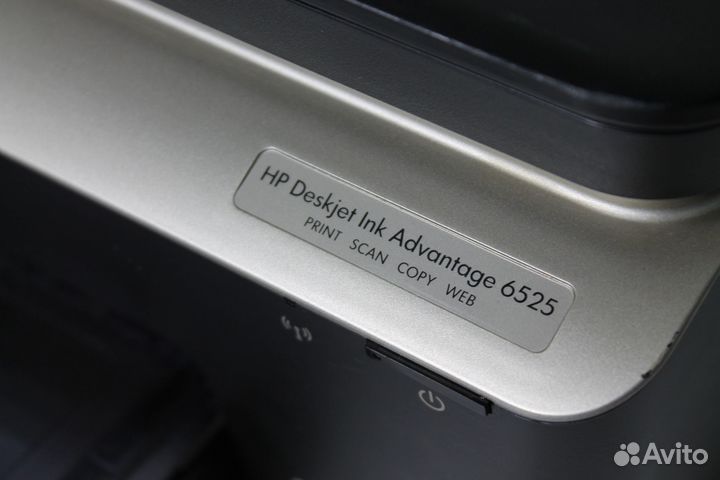 HP Deskjet Ink Advantage 6525
PRINT SCAN COPY WEB
Avito